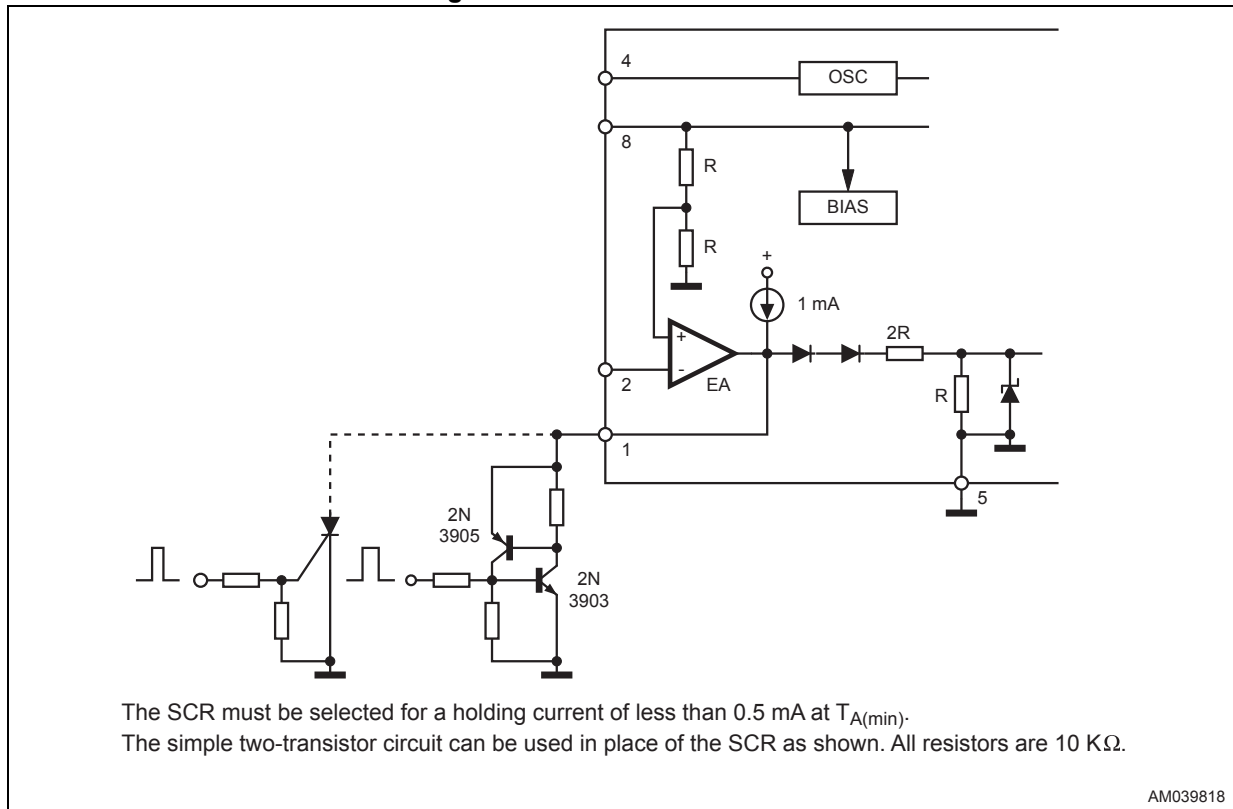 4
OSC
8
R
BIAS
R
+
1 mA
2R
+
-
EA
2
R
1
5
2N
3905
2N
3903
The SCR must be selected for a holding current of less than 0.5 mA at TA(min).
The simple two-transistor circuit can be used in place of the SCR as shown. All resistors are 10 KΩ.
AM039818